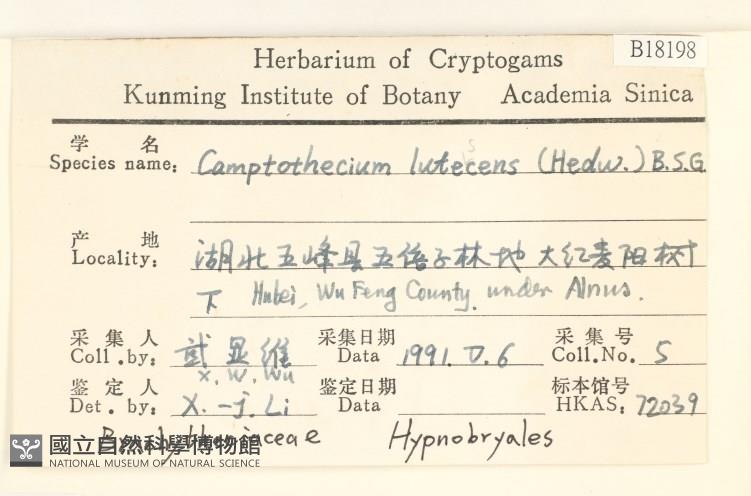 B18198
Herbarium of Cryptogams
Kunming Institute of Botany Academia Sinica
学 名
Species name: Camptothecium lutecens (Hedw.) B.S.G
产 地
Locality: 湖北五峰县五倍子林地 大红麦阳树
下 Hubei, Wu Feng County. under Alnus.
采 集 人 采集日期 采 集 号
Coll. by: 显维 Data 1991. 6 Coll. No. 5
X. W. Wu
鉴 定 人 鉴定日期 标本馆号
Det. by: X.-j. Li Data HKAS: 72039
Hypnobryales
國立自然科學博物館
NATIONAL MUSEUM OF NATURAL SCIENCE